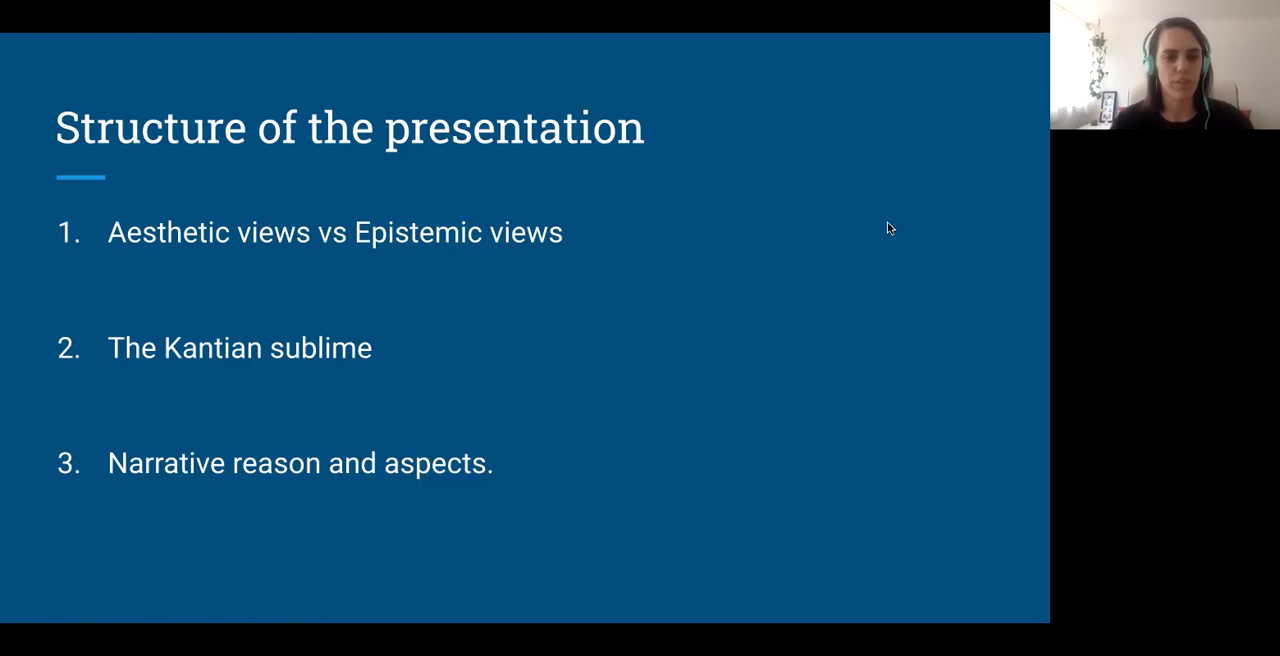 Structure of the presentation
1. Aesthetic views vs Epistemic views
2. The Kantian sublime
3. Narrative reason and aspects.